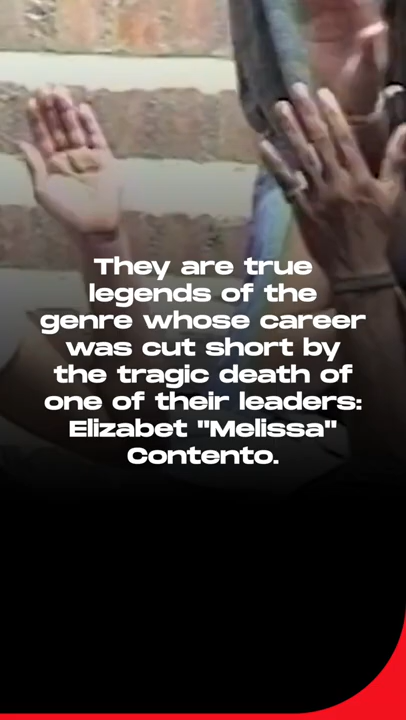 They are true
legends of the
genre whose career
was cut short by
the tragic death of
one of their leaders:
Elizabet "Melissa"
Contento.